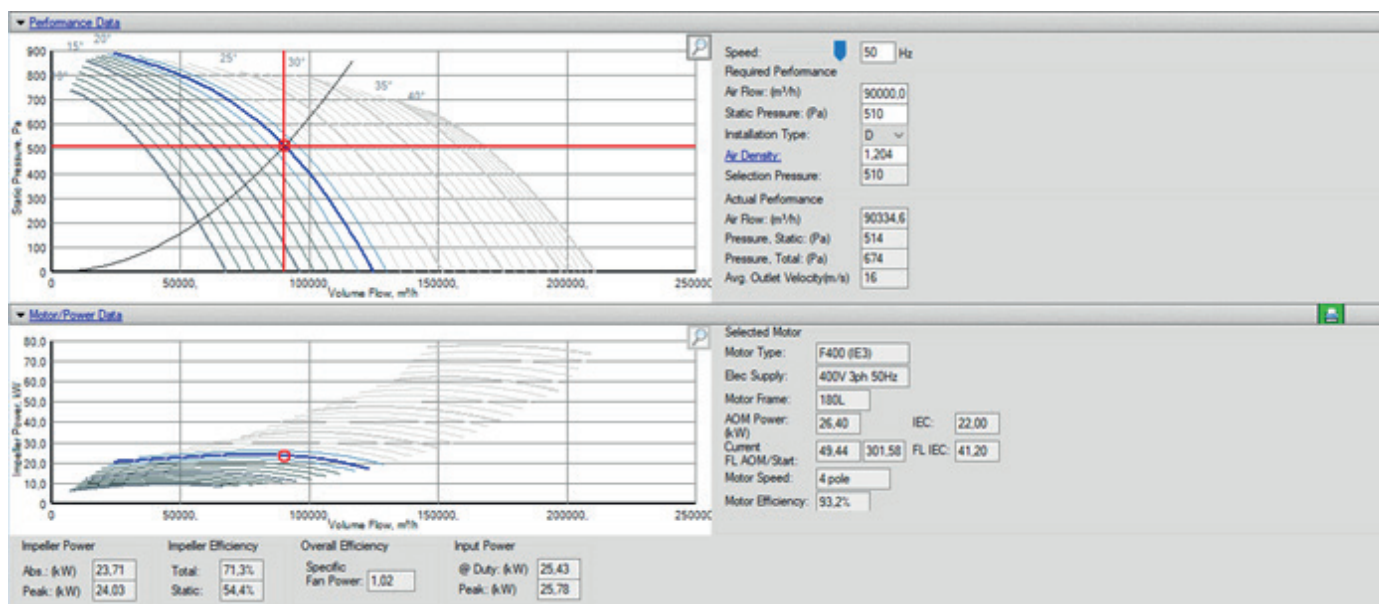 Performance Data
900
800
700
600
500
400
300
200
100
0
Static Pressure, Pa
15°
20°
25°
30°
35°
40°
0
50000,
100000,
150000,
200000,
250000
Volume Flow, m³/h
Speed:
50
Hz
Required Performance
Air Flow: (m³/h)
90000,0
Static Pressure: (Pa)
510
Installation Type:
D
Air Density:
1,204
Selection Pressure:
510
Actual Performance
Air Flow: (m³/h)
90334,6
Pressure, Static: (Pa)
514
Pressure, Total: (Pa)
674
Avg. Outlet Velocity(m/s)
16
Motor/Power Data
80.0
70.0
60.0
50.0
40.0
30.0
20.0
10.0
0
Impeller Power, kW
0
50000,
100000,
150000,
200000,
250000
Volume Flow, m³/h
Selected Motor
Motor Type:
F400 (IE3)
Elec Supply:
400V 3ph 50Hz
Motor Frame:
180L
AOM Power:
(kW)
26,40
IEC:
22,00
Current
FL AOM/Start:
49,44
301,58
FL IEC:
41,20
Motor Speed:
4 pole
Motor Efficiency:
93,2%
Impeller Power
Abs.: (kW)
23,71
Peak: (kW)
24,03
Impeller Efficiency
Total:
71,3%
Static:
54,4%
Overall Efficiency
Specific
Fan Power:
1,02
Input Power
@ Duty: (kW)
25,43
Peak: (kW)
25,78